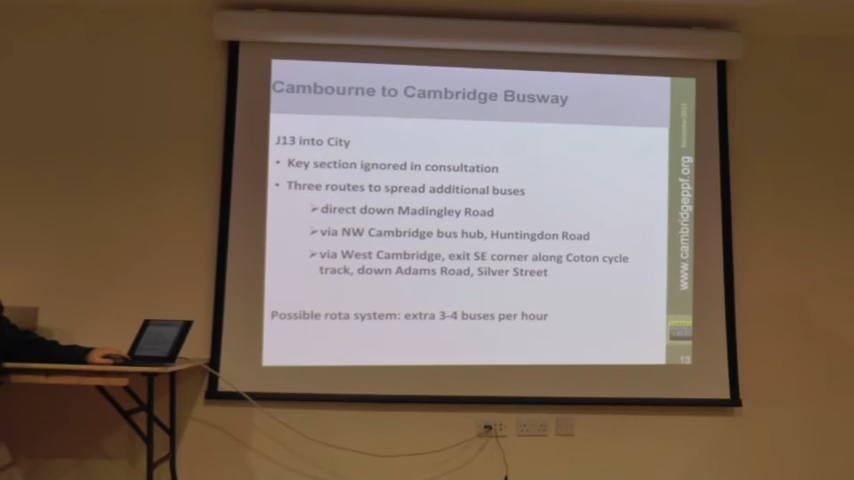 Cambourne to Cambridge Busway
J13 into City
• Key section ignored in consultation
• Three routes to spread additional buses
➢direct down Madingley Road
➢via NW Cambridge bus hub, Huntingdon Road
➢via West Cambridge, exit SE corner along Coton cycle
track, down Adams Road, Silver Street
Possible rota system: extra 3-4 buses per hour
www.cambridgeppf.org
13